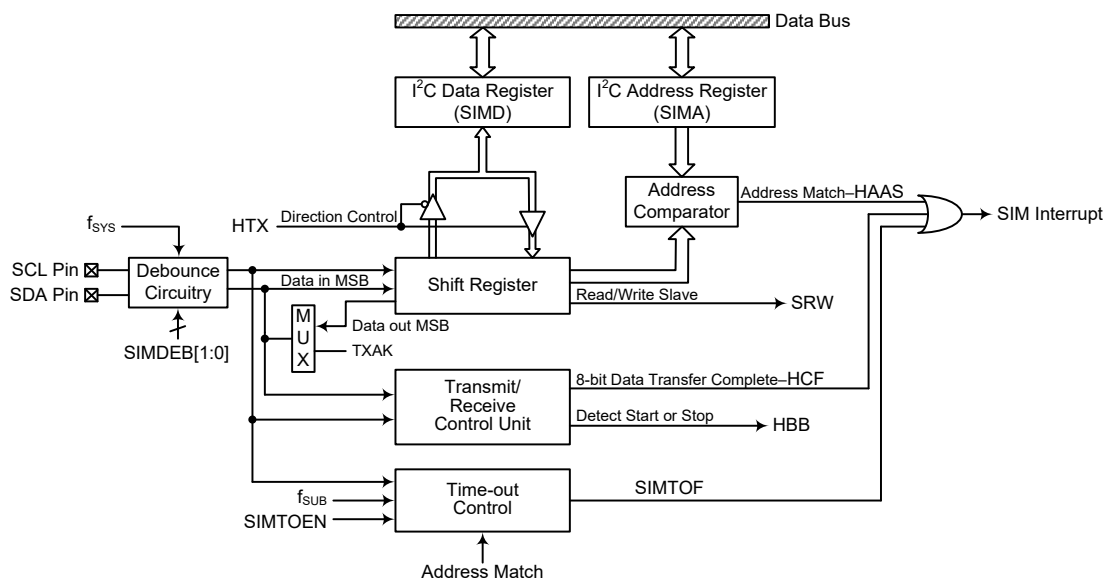 Data Bus
I²C Data Register
(SIMD)
I²C Address Register
(SIMA)
Address
Comparator
Address Match–HAAS
SIM Interrupt
HTX
Direction Control
fSYS
SCL Pin
SDA Pin
Debounce
Circuitry
SIMDEB[1:0]
Data in MSB
Shift Register
Read/Write Slave
SRW
M
U
X
Data out MSB
TXAK
Transmit/
Receive
Control Unit
8-bit Data Transfer Complete–HCF
Detect Start or Stop
HBB
fSUB
SIMTOEN
Time-out
Control
SIMTOF
Address Match